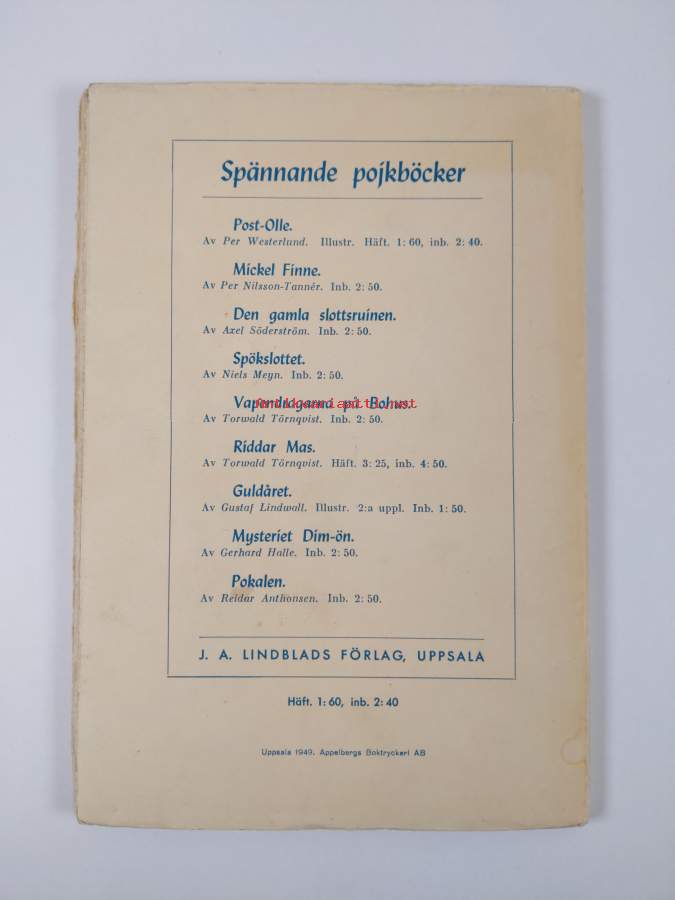 Spännande pojkböcker
Post-Olle.
Av Per Westerlund. Illustr. Häft. 1:60, inb. 2:40.
Mickel Finne.
Av Per Nilsson-Tannér. Inb. 2:50.
Den gamla slottsruinen.
Av Axel Söderström. Inb. 2:50.
Spökslottet.
Av Niels Meyn. Inb. 2:50.
Vapendragarna på Bohus.
Av Torwald Törnqvist. Inb. 2:50.
Riddar Mas.
Av Torwald Törnqvist. Häft. 3:25, inb. 4:50.
Guldåret.
Av Gustaf Lindwall. Illustr. 2:a uppl. Inb. 1:50.
Mysteriet Dim-ön.
Av Gerhard Halle. Inb. 2:50.
Pokalen.
Av Reidar Anthonsen. Inb. 2:50.
J. A. LINDBLADS FÖRLAG, UPPSALA
Häft. 1:60, inb. 2:40
Uppsala 1949. Appelbergs Boktryckeri AB